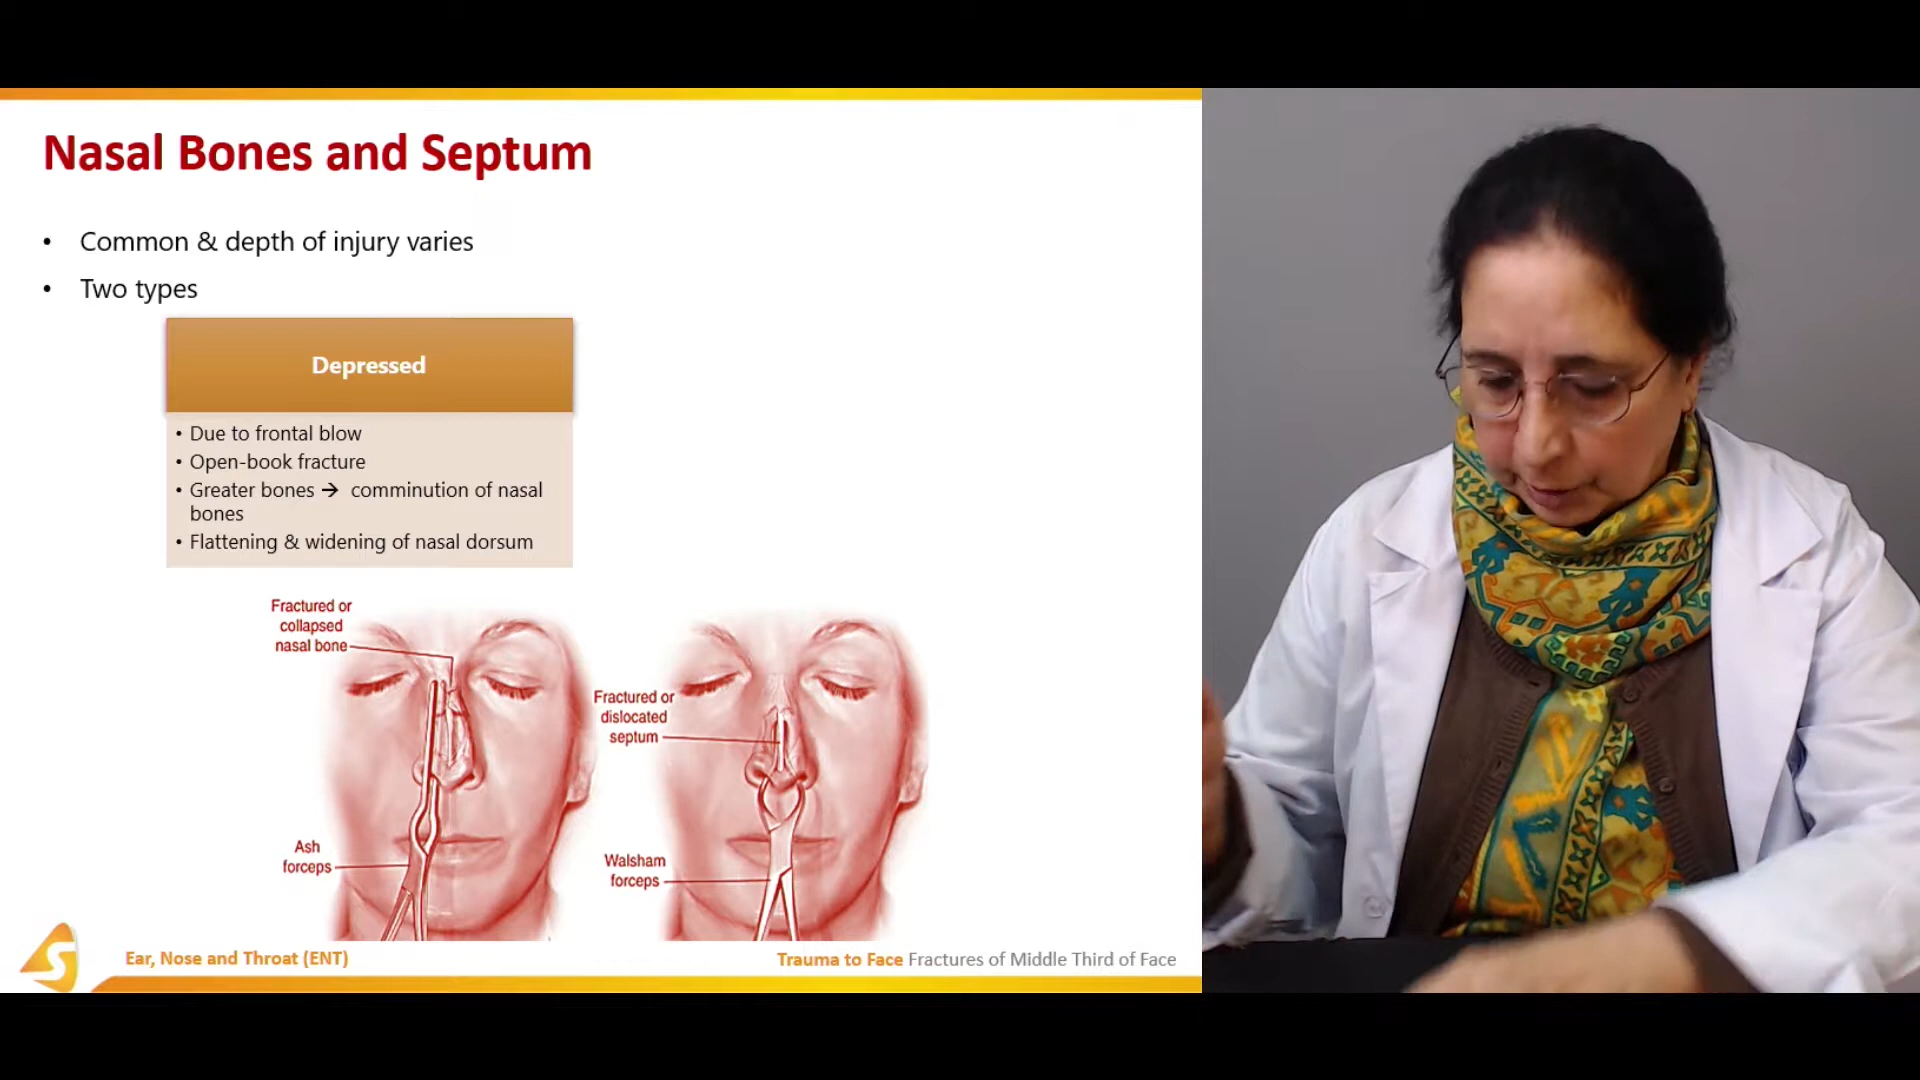 Nasal Bones and Septum
• Common & depth of injury varies
• Two types
Depressed
• Due to frontal blow
• Open-book fracture
• Greater bones → comminution of nasal
bones
• Flattening & widening of nasal dorsum
Fractured or
collapsed
nasal bone
Ash
forceps
Fractured or
dislocated
septum
Walsham
forceps
S
Ear, Nose and Throat (ENT)
Trauma to Face Fractures of Middle Third of Face